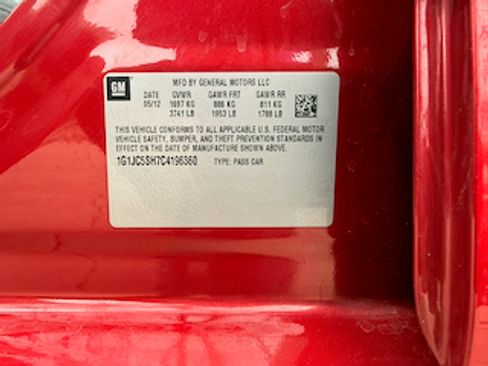 GM
MFD BY GENERAL MOTORS LLC
DATE GVWR GAWR FRT GAWR RR
05/12 1697 KG 886 KG 811 KG
3741 LB 1953 LB 1788 LB
THIS VEHICLE CONFORMS TO ALL APPLICABLE U.S. FEDERAL MOTOR
VEHICLE SAFETY, BUMPER, AND THEFT PREVENTION STANDARDS IN
EFFECT ON THE DATE OF MANUFACTURE SHOWN ABOVE.
1G1JC5SH7C4196360 TYPE: PASS CAR